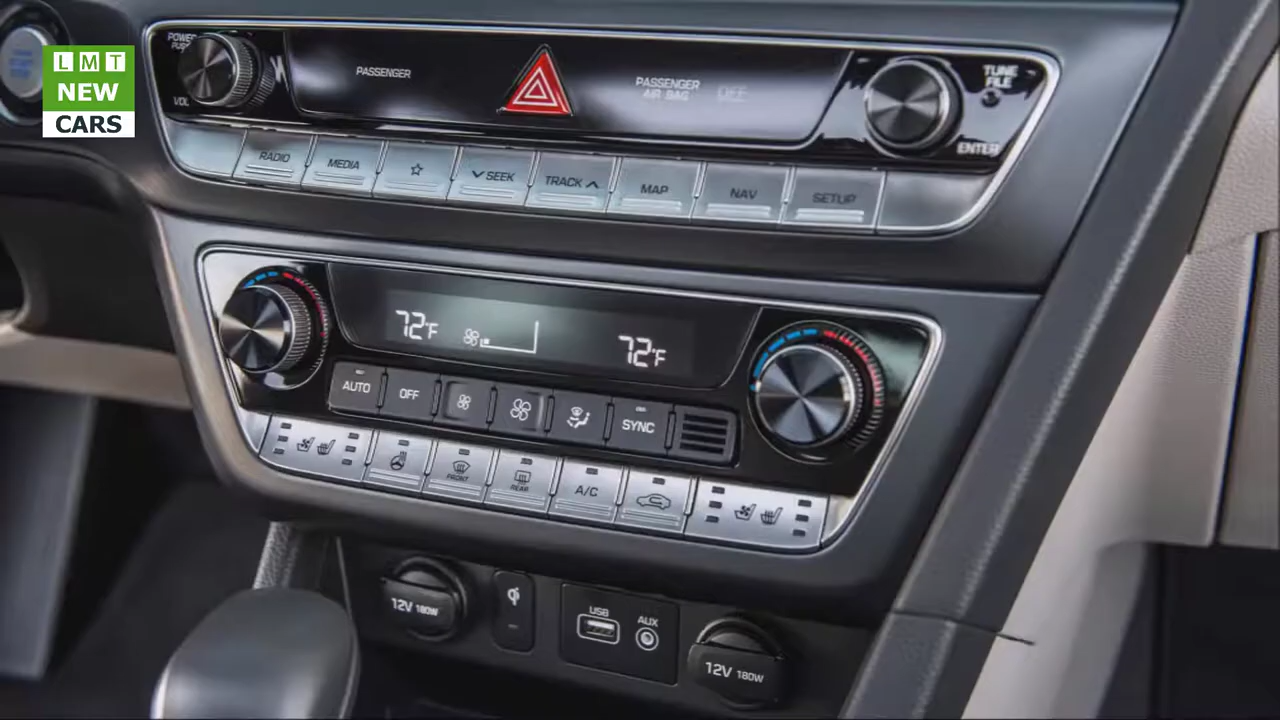 LMT
NEW
CARS
POWER
PUSH
VOL
PASSENGER
PASSENGER
AIR BAG OFF
TUNE
FILE
ENTER
RADIO
MEDIA
SEEK
TRACK
MAP
NAV
SETUP
72°F
72°F
AUTO
OFF
SYNC
FRONT
REAR
A/C
12V 180W
USB
AUX
12V 180W